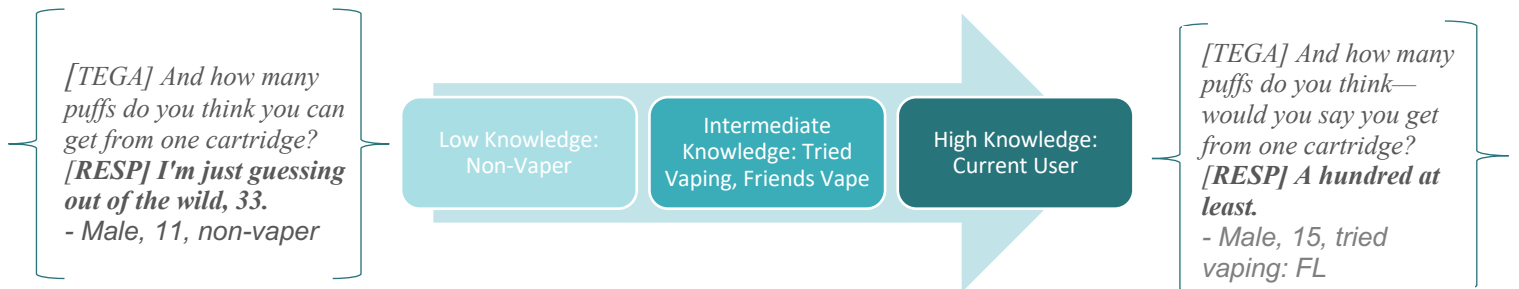 [TEGA] And how many
puffs do you think you can
get from one cartridge?
[RESP] I'm just guessing
out of the wild, 33.
- Male, 11, non-vaper
Low Knowledge:
Non-Vaper
Intermediate
Knowledge: Tried
Vaping, Friends Vape
High Knowledge:
Current User
[TEGA] And how many
puffs do you think—
would you say you get
from one cartridge?
[RESP] A hundred at
least.
- Male, 15, tried
vaping: FL